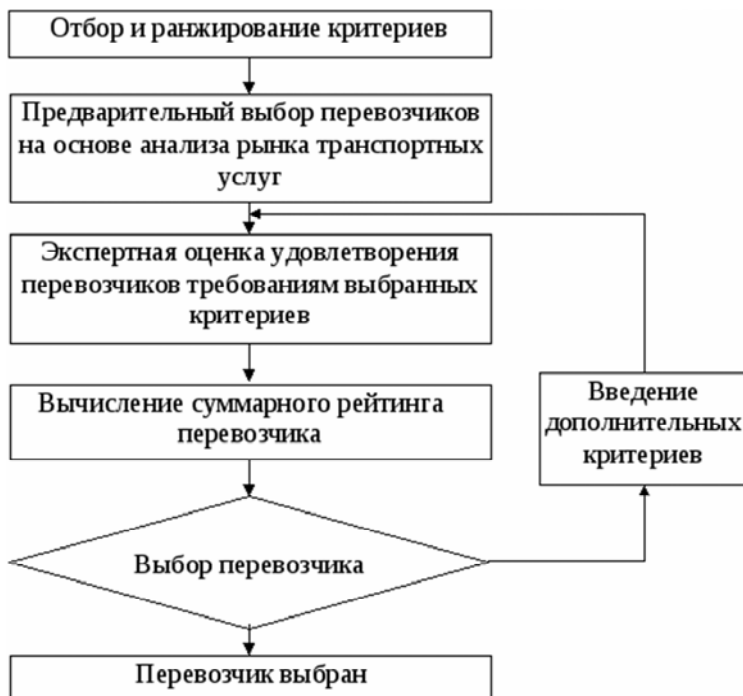 Отбор и ранжирование критериев
Предварительный выбор перевозчиков
на основе анализа рынка транспортных
услуг
Экспертная оценка удовлетворения
перевозчиков требованиям выбранных
критериев
Вычисление суммарного рейтинга
перевозчика
Введение
дополнительных
критериев
Выбор перевозчика
Перевозчик выбран